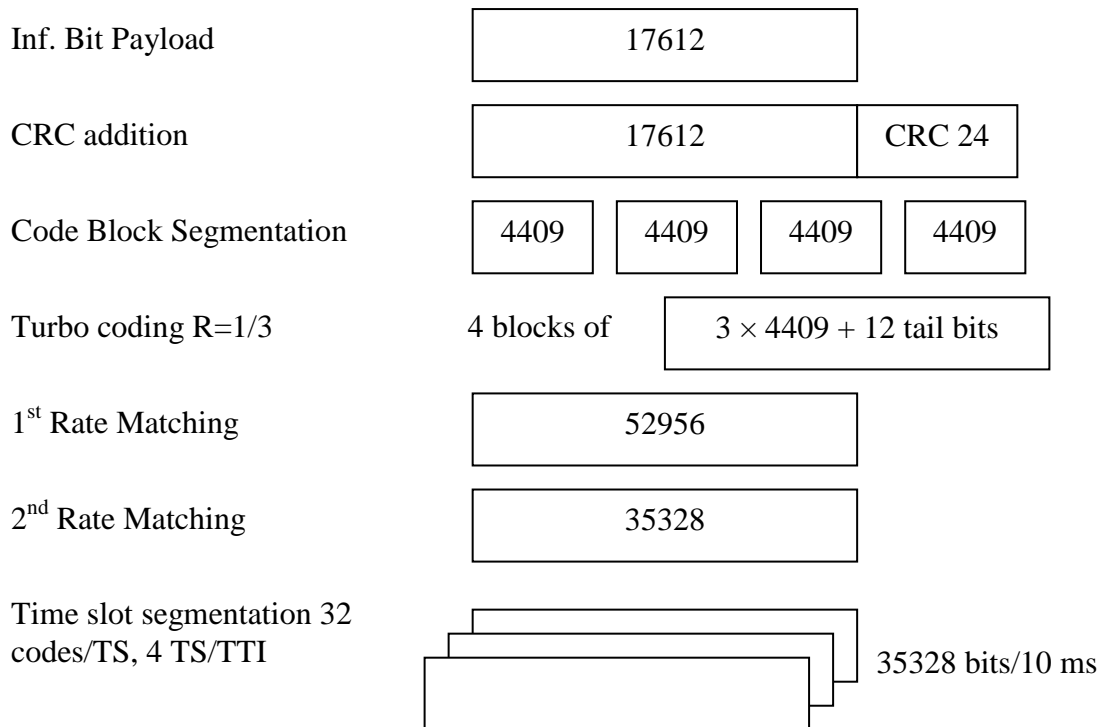 Inf. Bit Payload 17612
CRC addition 17612 CRC 24
Code Block Segmentation 4409 4409 4409 4409
Turbo coding R=1/3 4 blocks of 3 × 4409 + 12 tail bits
1st Rate Matching 52956
2nd Rate Matching 35328
Time slot segmentation 32
codes/TS, 4 TS/TTI
35328 bits/10 ms